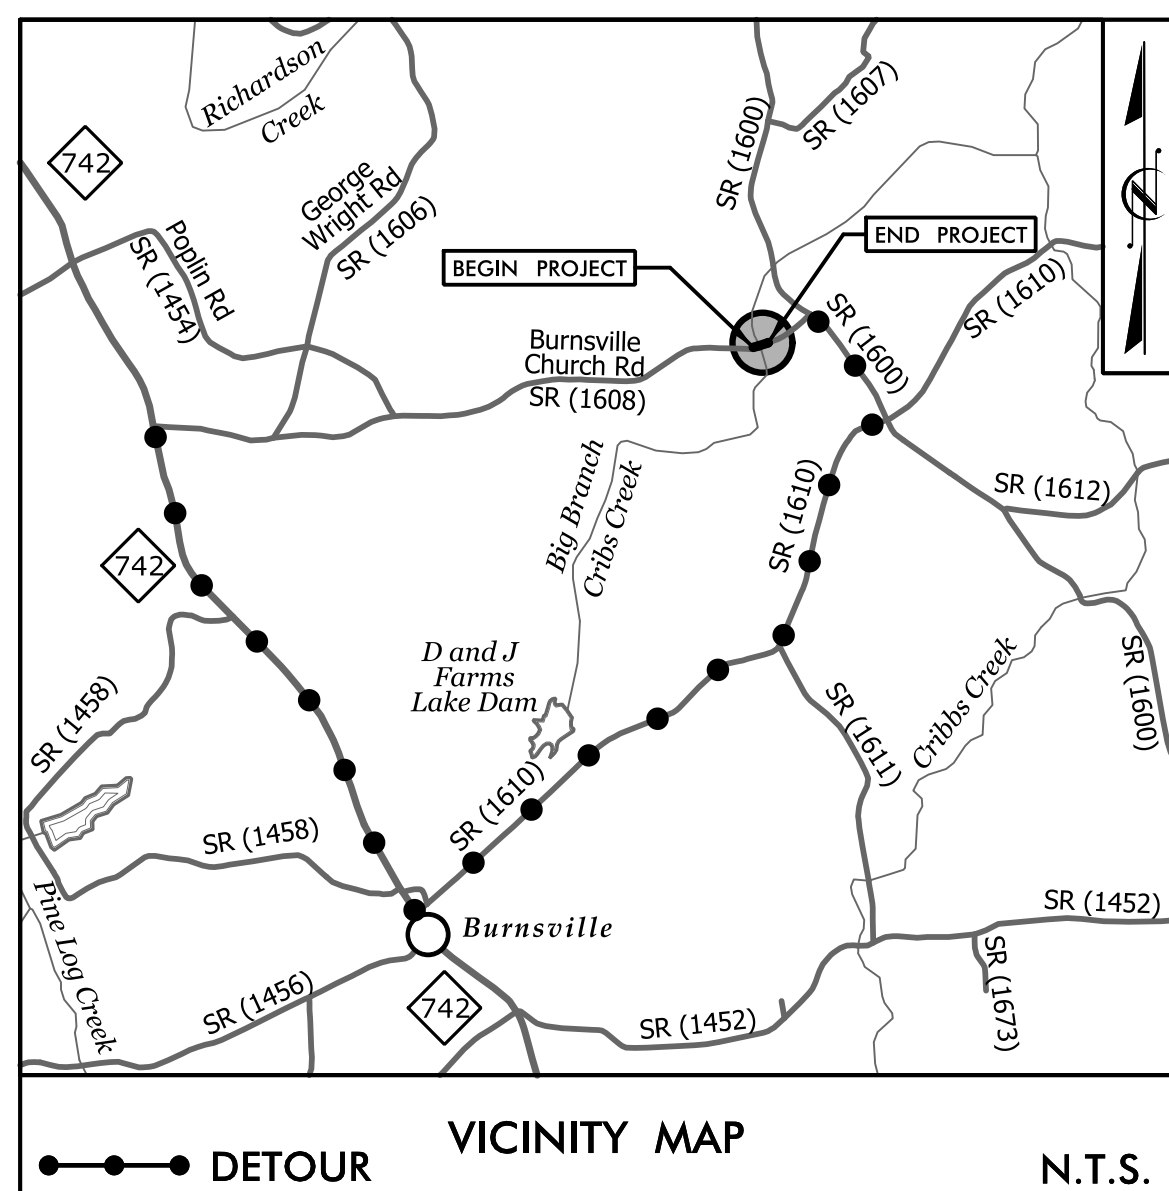 Richardson
Creek
742
George
Wright Rd
SR (1606)
Poplin Rd
SR (1454)
SR (1600)
SR (1607)
N
END PROJECT
BEGIN PROJECT
SR (1610)
SR (1600)
Burnsville
Church Rd
SR (1608)
Big Branch
Cribs Creek
SR (1610)
SR (1612)
742
D and J
Farms
Lake Dam
Cribbs Creek
SR (1600)
SR (1458)
SR (1611)
SR (1610)
SR (1458)
Pine Log Creek
Burnsville
SR (1452)
SR (1456)
742
SR (1452)
SR (1673)
VICINITY MAP
DETOUR
N.T.S.